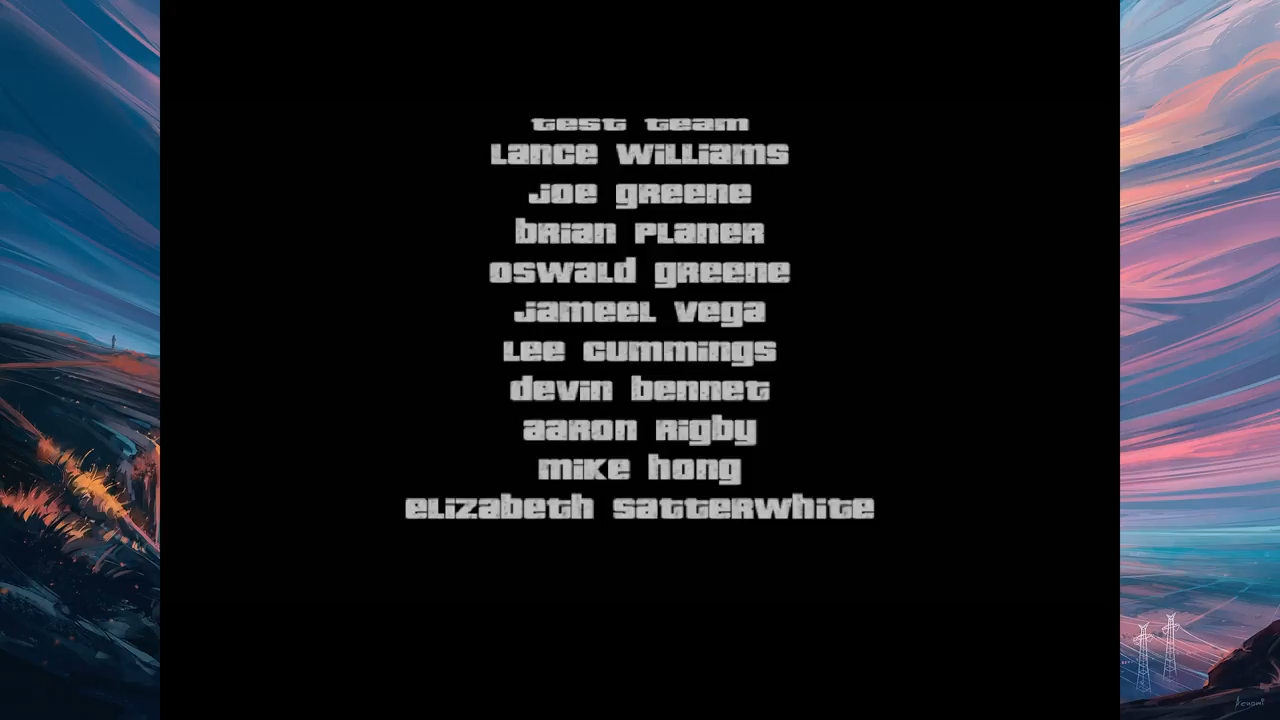 test team
Lance Williams
Joe Greene
Brian Planer
Oswald Greene
Jameel Vega
Lee Cummings
Devin Bennet
Aaron Rigby
Mike Hong
Elizabeth Satterwhite